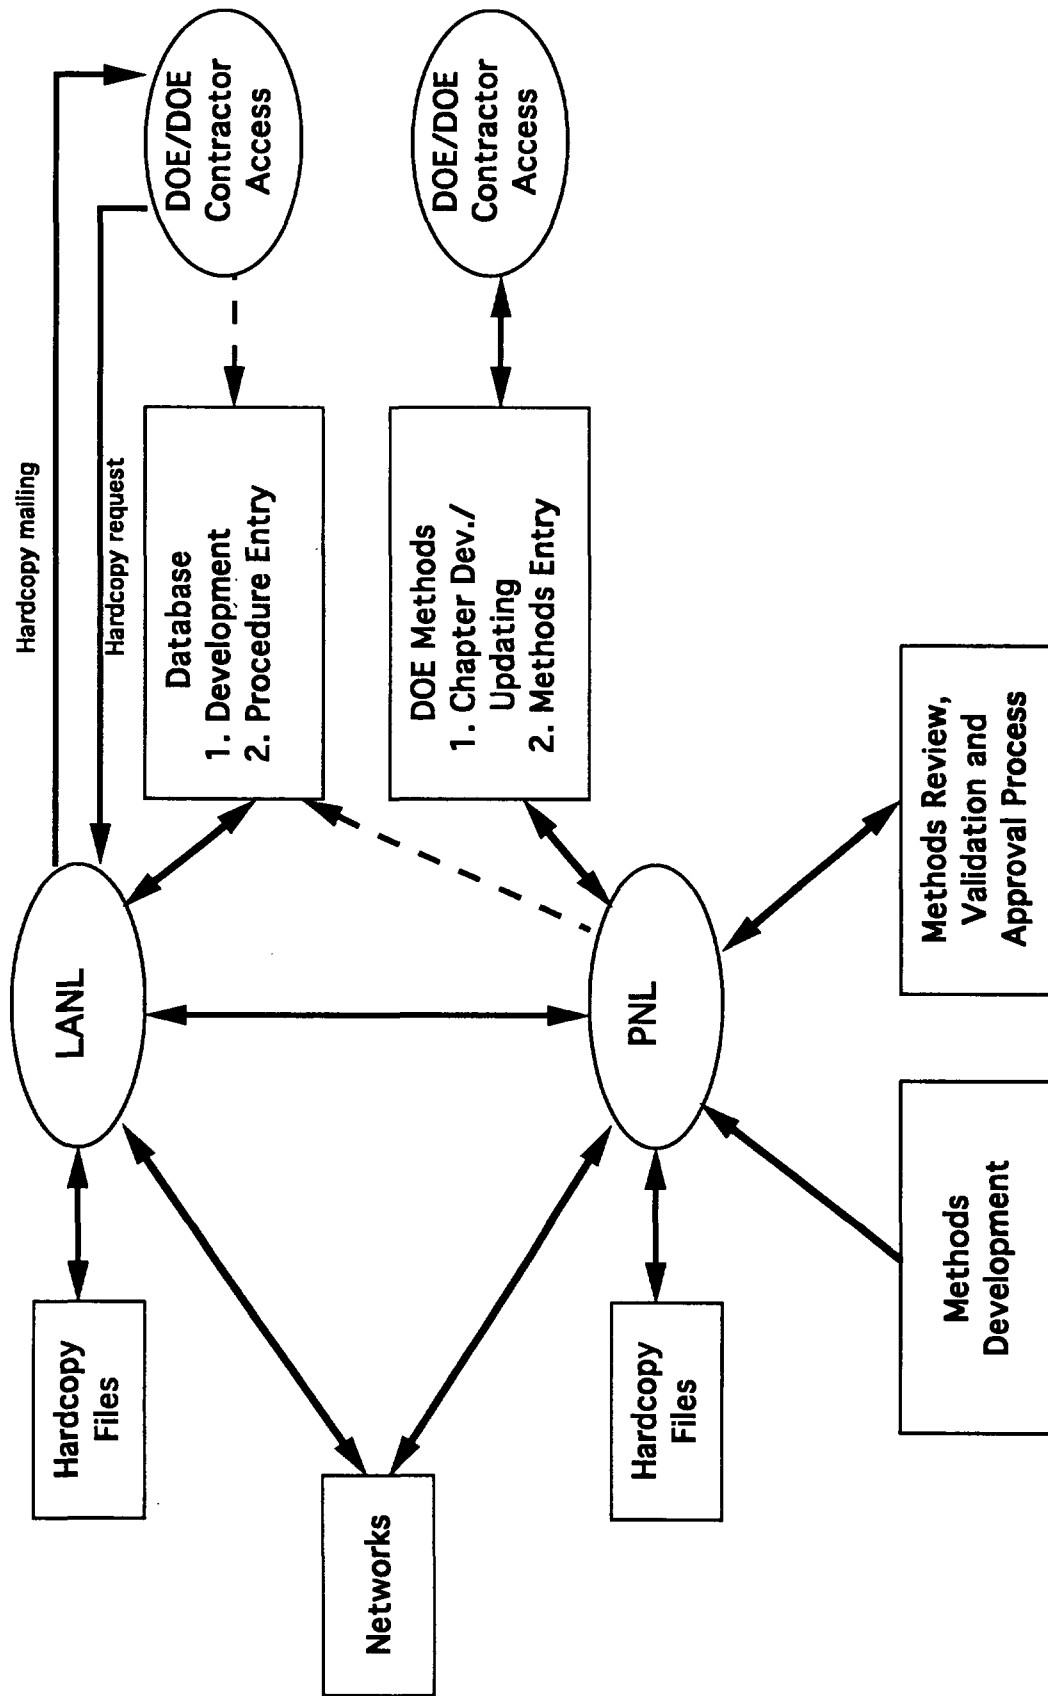 Hardcopy mailing
Hardcopy request
DOE/DOE
Contractor
Access
Database
1. Development
2. Procedure Entry
LANL
Hardcopy
Files
Networks
DOE/DOE
Contractor
Access
DOE Methods
1. Chapter Dev./
Updating
2. Methods Entry
PNL
Hardcopy
Files
Methods
Development
Methods Review,
Validation and
Approval Process